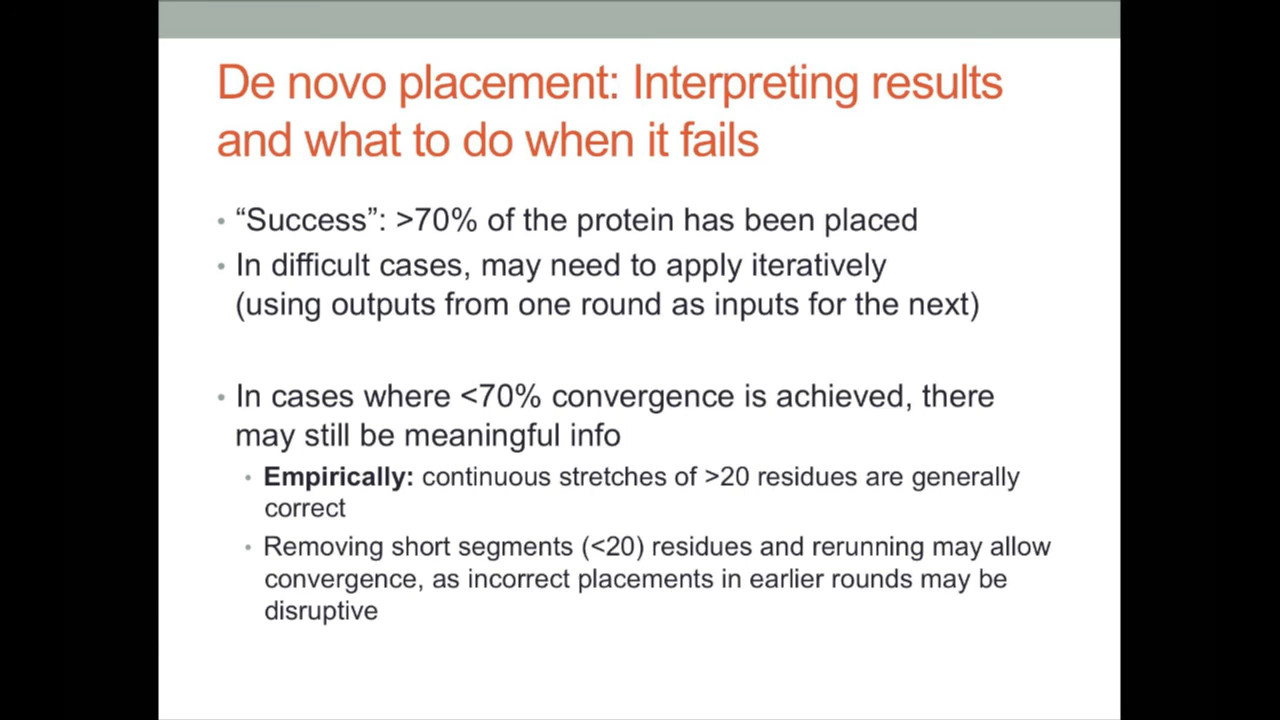 De novo placement: Interpreting results
and what to do when it fails
• “Success”: >70% of the protein has been placed
• In difficult cases, may need to apply iteratively
(using outputs from one round as inputs for the next)
• In cases where <70% convergence is achieved, there
may still be meaningful info
• Empirically: continuous stretches of >20 residues are generally
correct
• Removing short segments (<20) residues and rerunning may allow
convergence, as incorrect placements in earlier rounds may be
disruptive